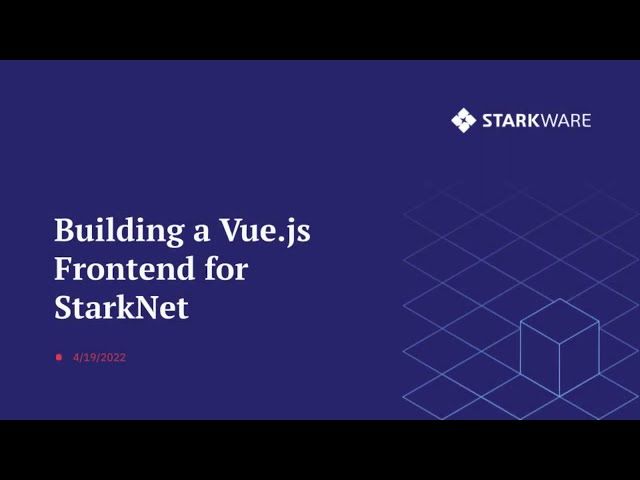 STARKWARE
Building a Vue.js
Frontend for
StarkNet
4/19/2022